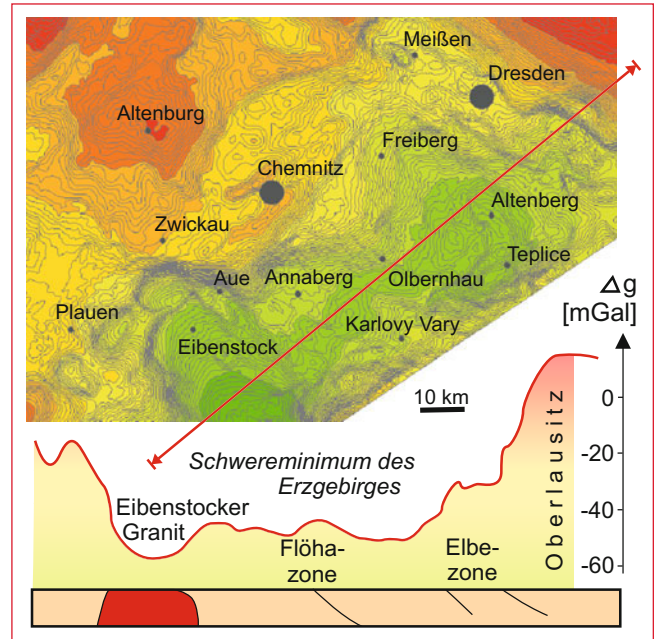 Meißen
Dresden
Altenburg
Freiberg
Chemnitz
Altenberg
Zwickau
Teplice
Aue
Annaberg
Olbernhau
Δg
[mGal]
Plauen
Karlovy Vary
Eibenstock
10 km
0
Schwereminimum des
Erzgebirges
-20
Eibenstocker
Granit
-40
Flöha-
zone
Elbe-
zone
Oberlausitz
-60